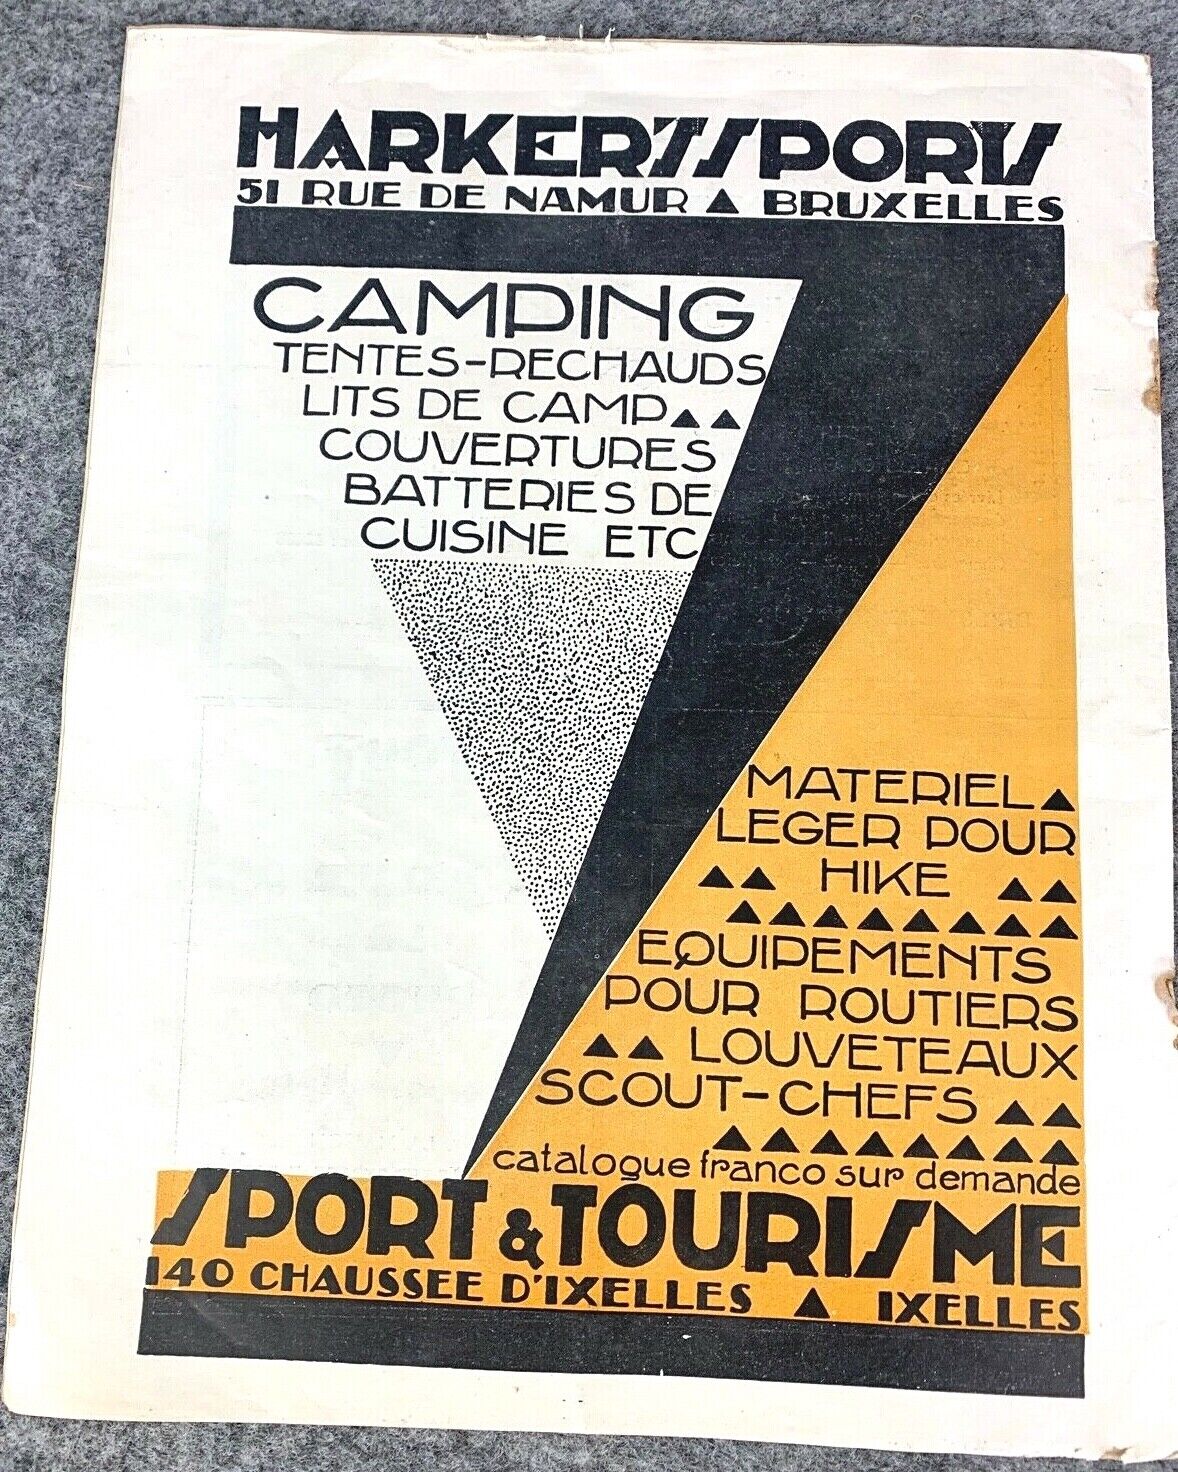 HARKER'S SPORTS
51 RUE DE NAMUR ▲ BRUXELLES
CAMPING
TENTES-RECHAUDS
LITS DE CAMP ▲▲
COUVERTURES
BATTERIES DE
CUISINE ETC
MATERIEL ▲
LEGER POUR
▲▲ HIKE ▲▲
▲▲▲▲▲▲▲▲
EQUIPEMENTS
POUR ROUTIERS
▲▲ LOUVETEAUX
SCOUT-CHEFS ▲▲
▲▲▲▲▲▲▲▲
catalogue franco sur demande
SPORT & TOURISME
140 CHAUSSEE D'IXELLES ▲ IXELLES